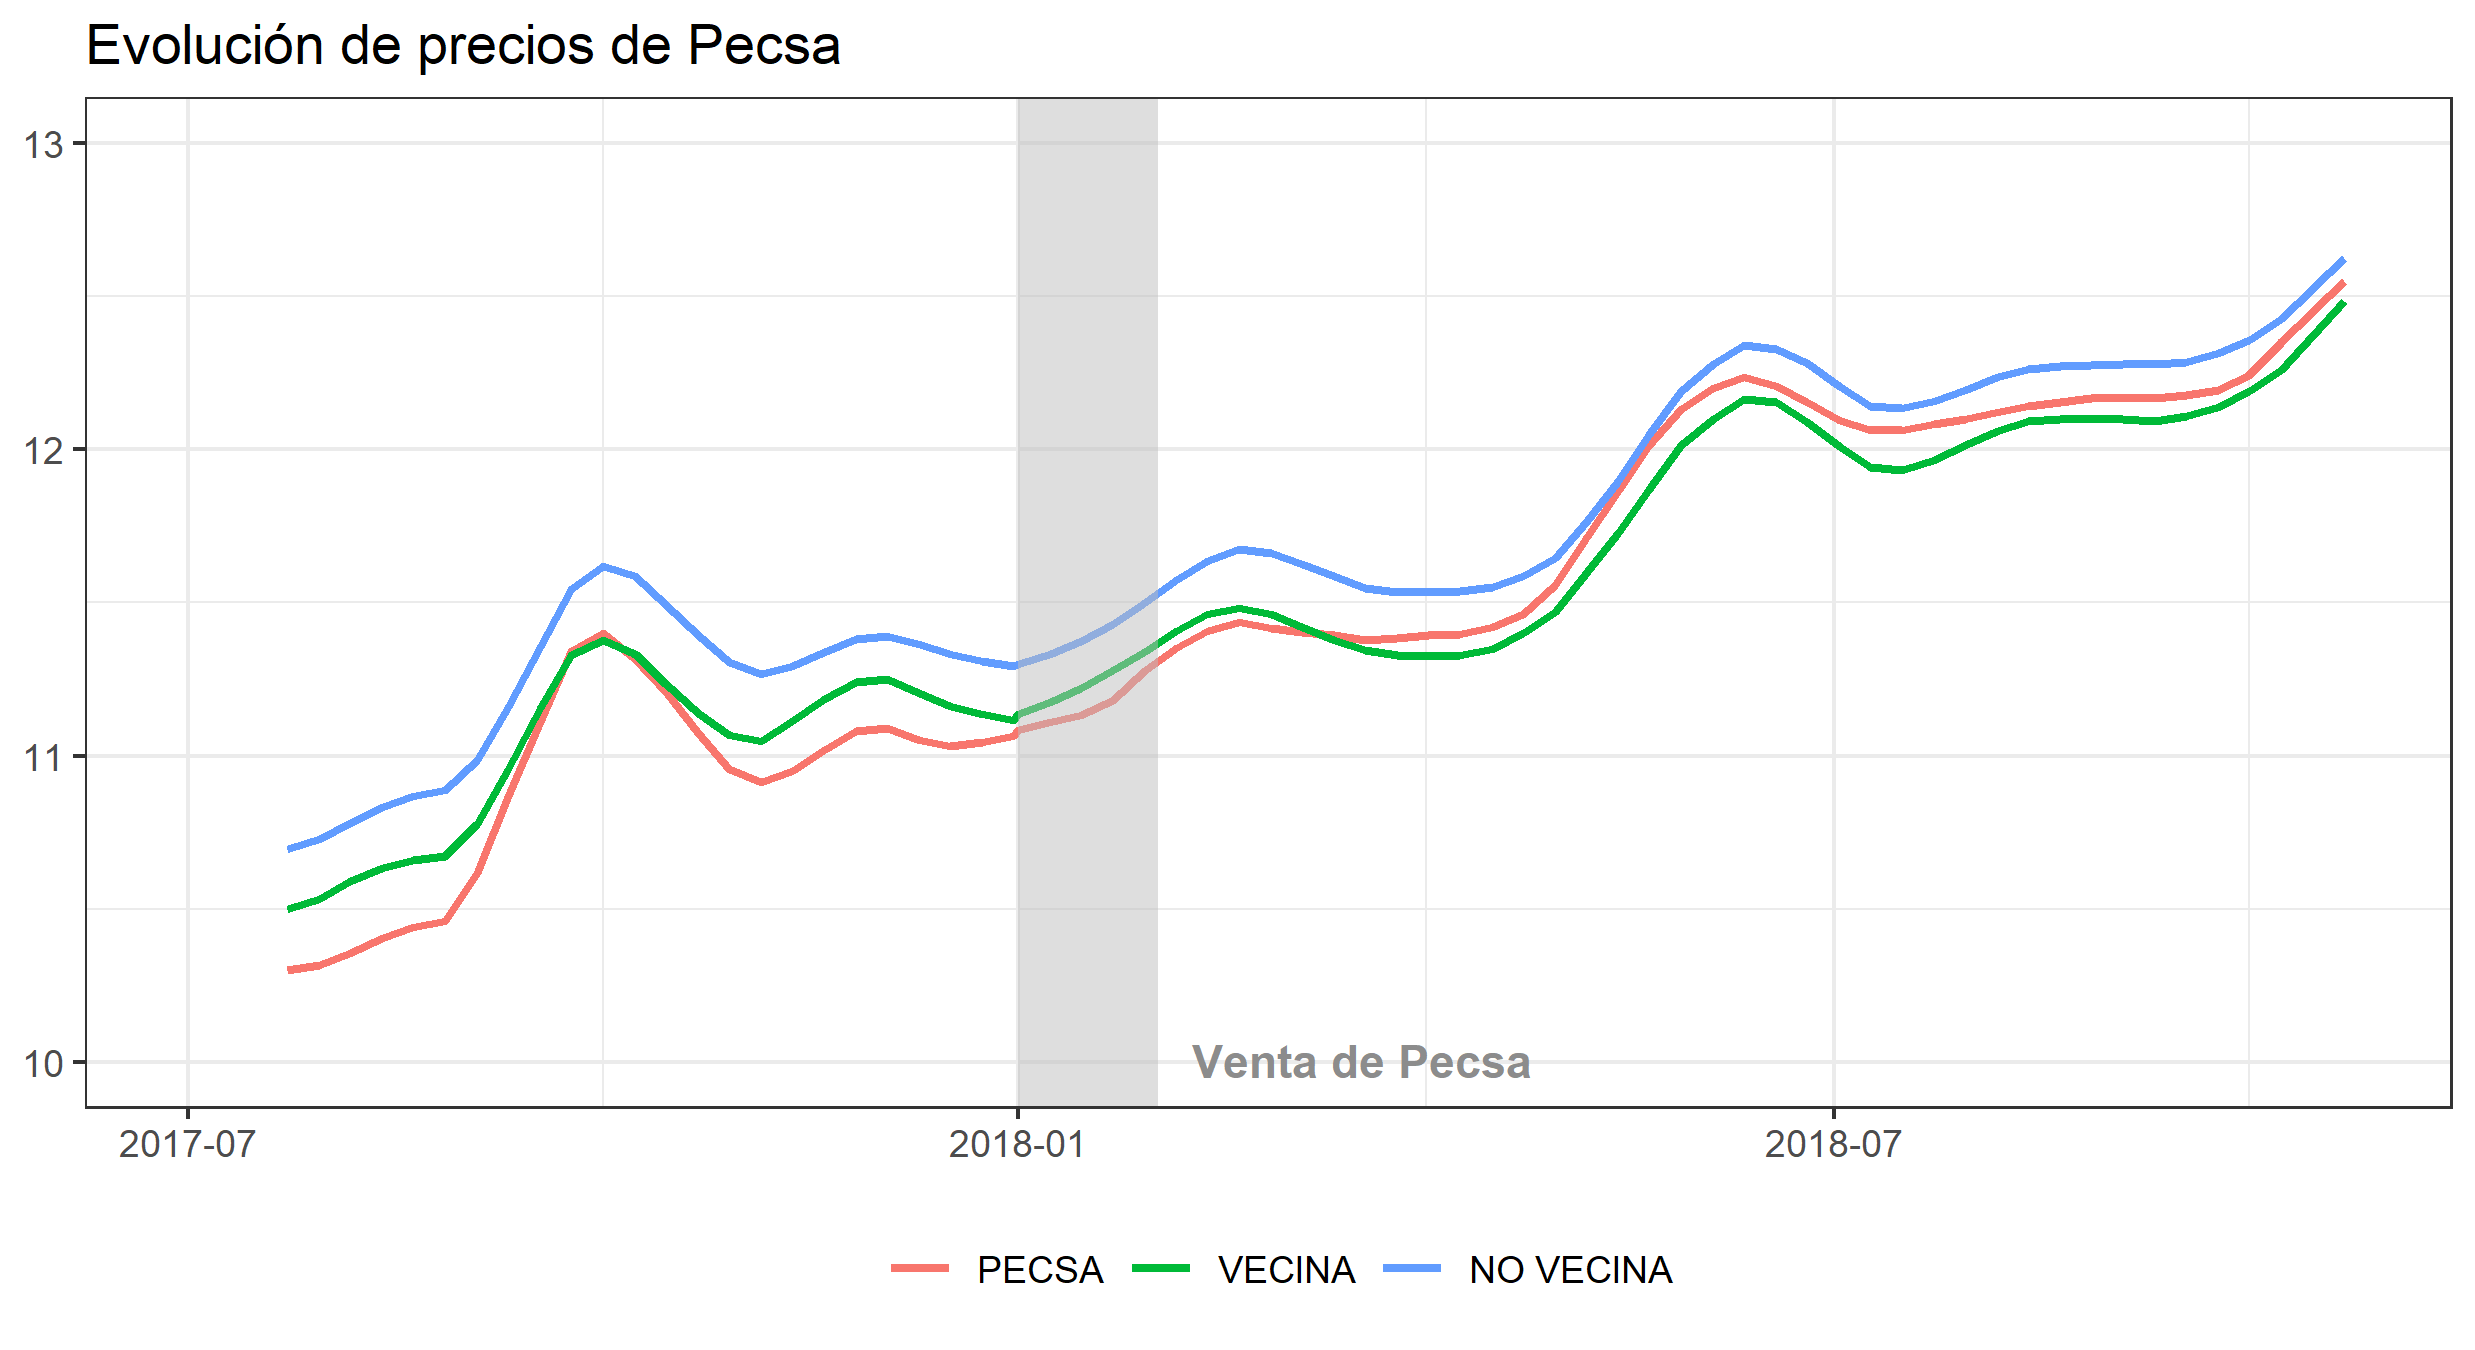 Evolución de precios de Pecsa
13
12
11
10
Venta de Pecsa
2017-07 2018-01 2018-07
PECSA VECINA NO VECINA